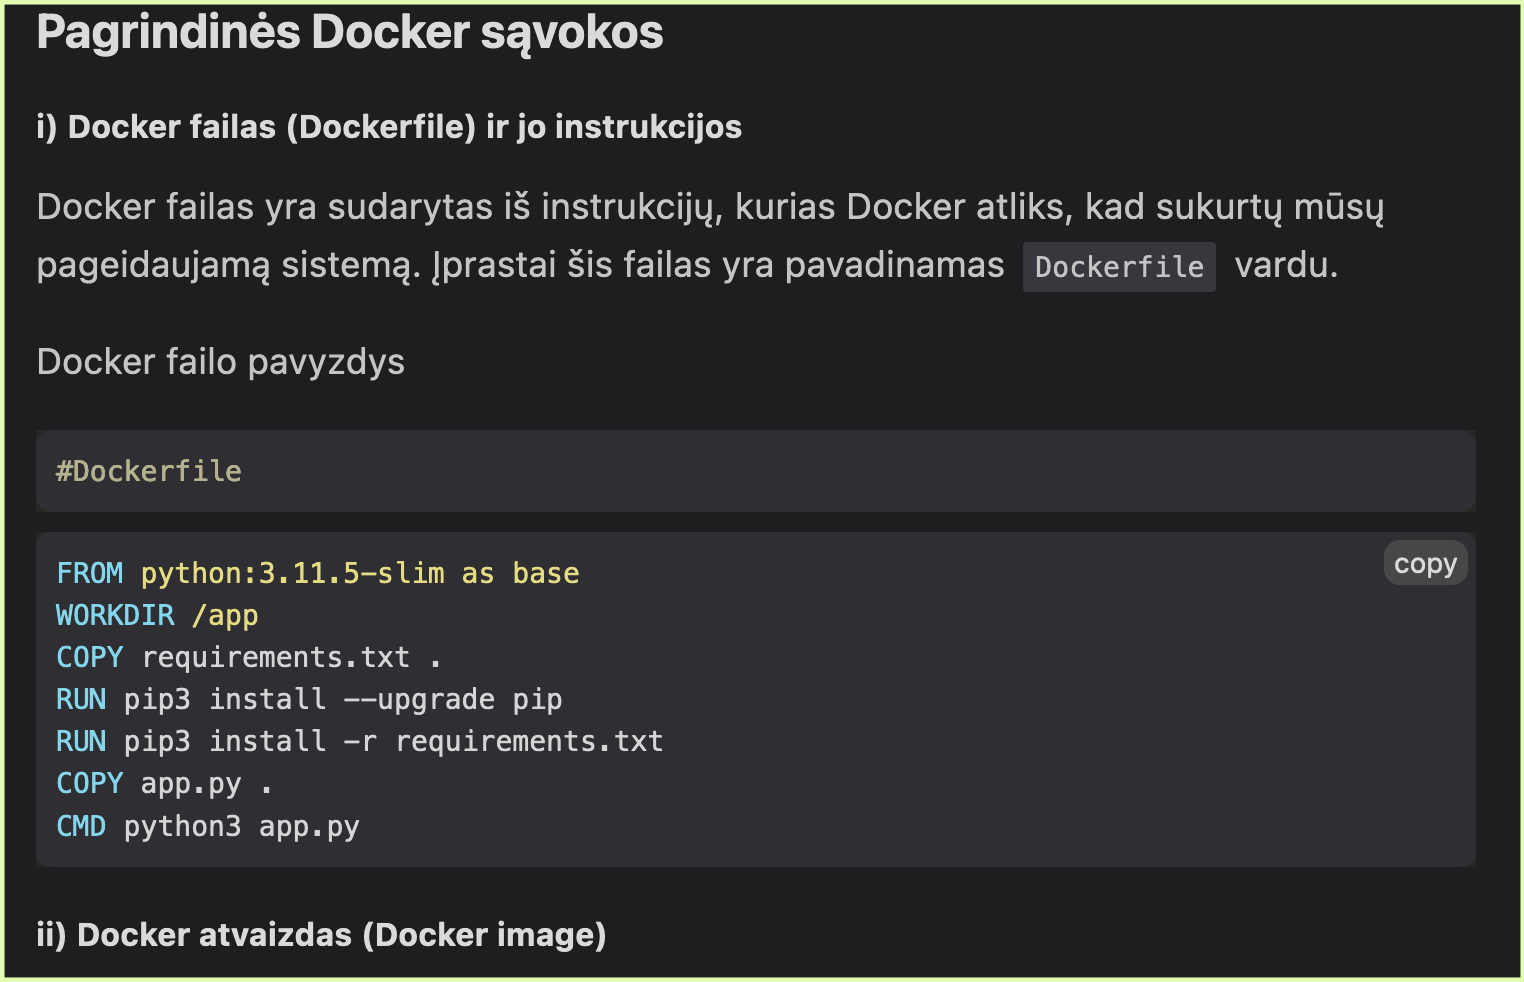 Pagrindinės Docker sąvokos
i) Docker failas (Dockerfile) ir jo instrukcijos
Docker failas yra sudarytas iš instrukcijų, kurias Docker atliks, kad sukurtų mūsų
pageidaujamą sistemą. Įprastai šis failas yra pavadinamas Dockerfile vardu.
Docker failo pavyzdys
#Dockerfile
copy
FROM python:3.11.5-slim as base
WORKDIR /app
COPY requirements.txt .
RUN pip3 install --upgrade pip
RUN pip3 install -r requirements.txt
COPY app.py .
CMD python3 app.py
ii) Docker atvaizdas (Docker image)